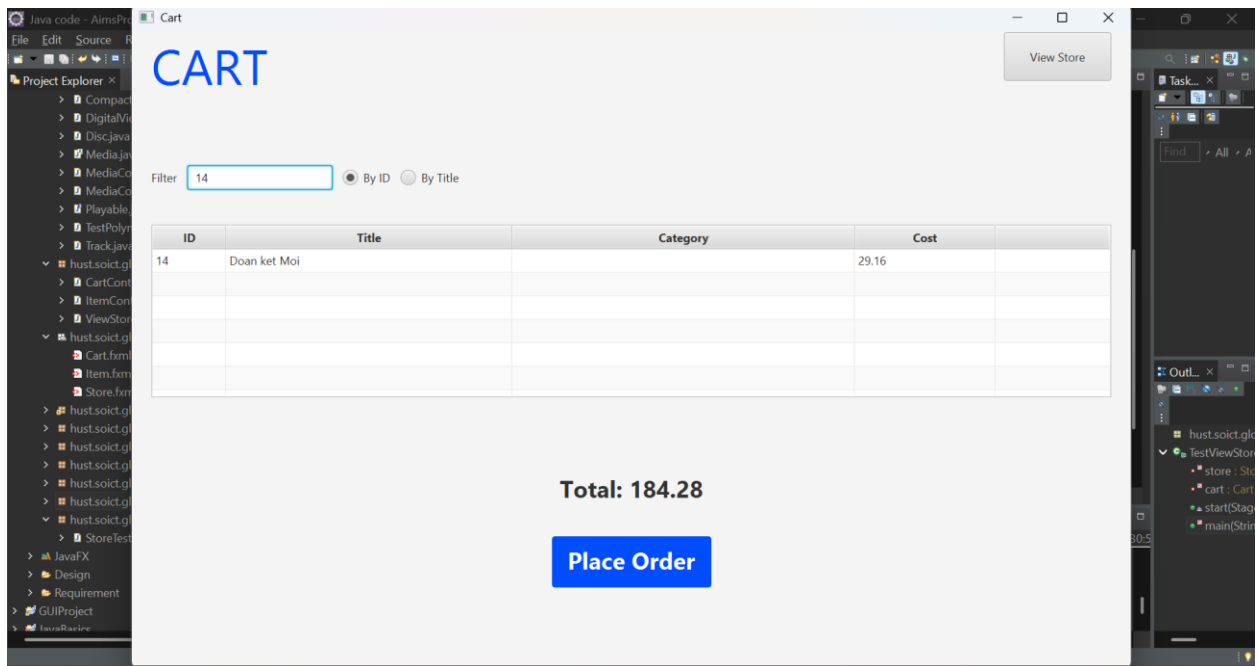 Java code - AimsPro
Cart
File Edit Source R
CART
View Store
Project Explorer
Task...
Compact
DigitalVi
Disc.java
Media.jav
MediaCo
MediaCo
Playable.j
TestPolyn
Track.java
Find
All
A
Filter 14 By ID By Title
ID Title Category Cost
14 Doan ket Moi 29.16
hust.soict.gl
CartCont
ItemCon
ViewStor
hust.soict.gl
Cart.fxml
Item.fxm
Store.fxm
hust.soict.gl
hust.soict.gl
hust.soict.gl
hust.soict.gl
hust.soict.gl
hust.soict.gl
hust.soict.gl
StoreTest
JavaFX
Design
Requirement
GUIProject
JavaBasics
Outl...
hust.soict.glo
TestViewStor
store : Sto
cart : Cart
start(Stag
main(Strin
30:5
Total: 184.28
Place Order